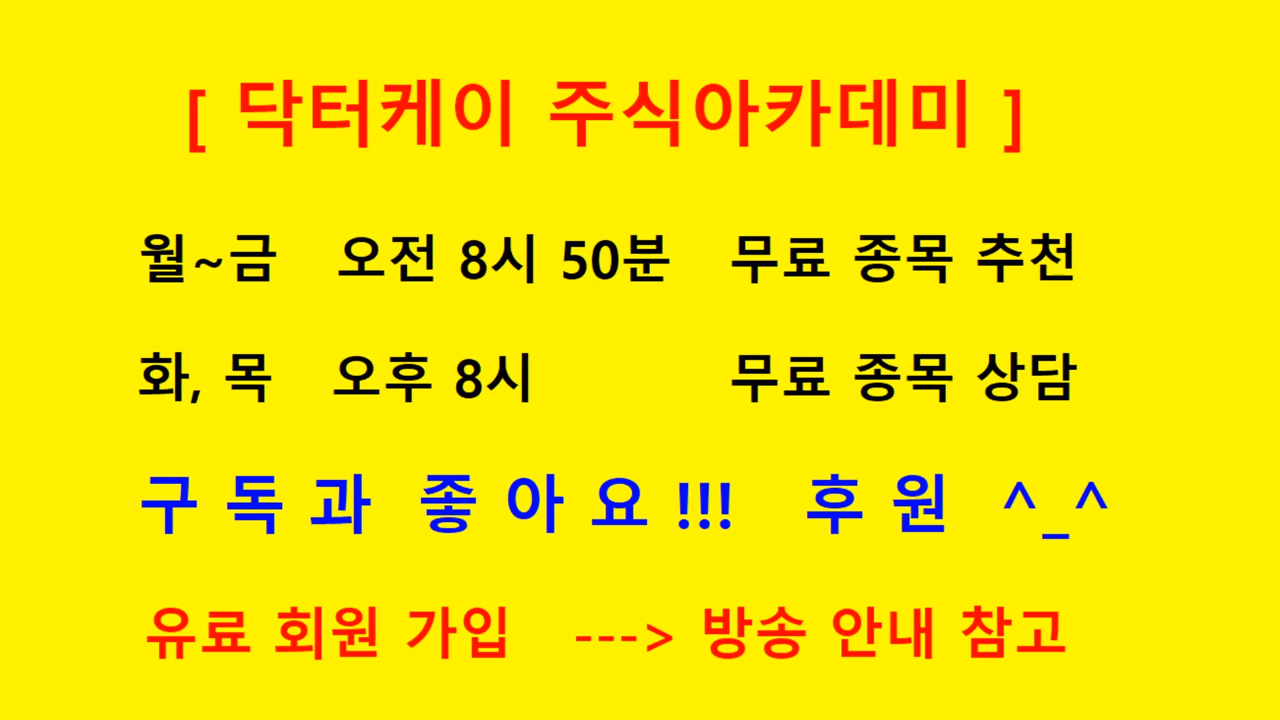 [ 닥터케이 주식아카데미 ]
월~금 오전 8시 50분 무료 종목 추천
화, 목 오후 8시 무료 종목 상담
구 독 과 좋 아 요 !!! 후 원 ^_^
유료 회원 가입 ---> 방송 안내 참고